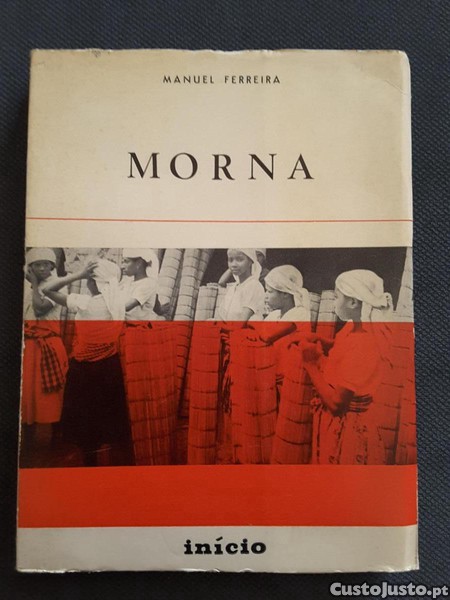 MANUEL FERREIRA
MORNA
início
CustoJusto.pt